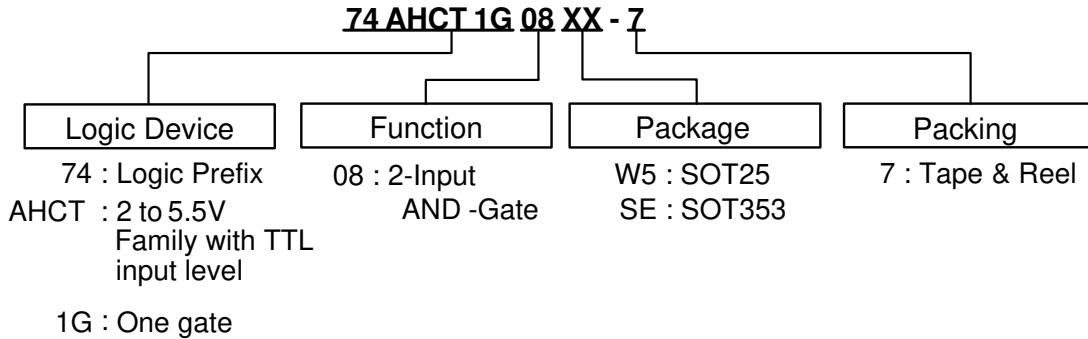 74 AHCT 1G 08 XX - 7
Logic Device
74 : Logic Prefix
AHCT : 2 to 5.5V
Family with TTL
input level
1G : One gate
Function
08 : 2-Input
AND -Gate
Package
W5 : SOT25
SE : SOT353
Packing
7 : Tape & Reel